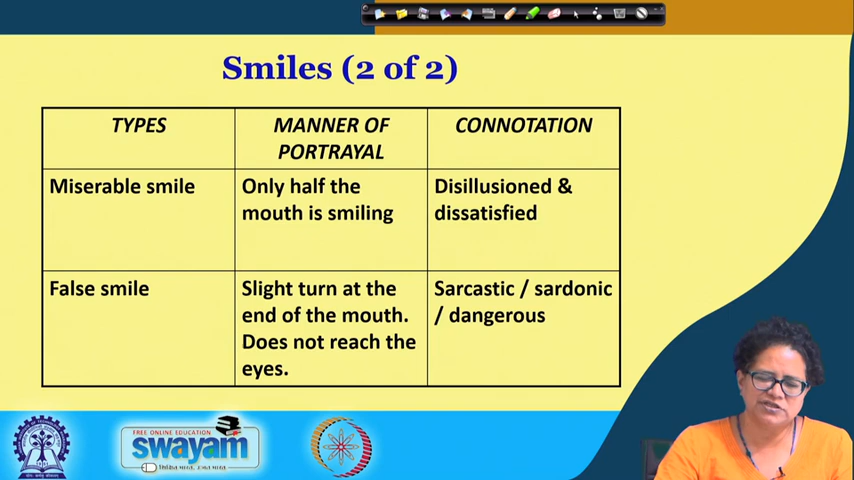 Smiles (2 of 2)
TYPES
MANNER OF
PORTRAYAL
CONNOTATION
Miserable smile
Only half the
mouth is smiling
Disillusioned &
dissatisfied
False smile
Slight turn at the
end of the mouth.
Does not reach the
eyes.
Sarcastic / sardonic
/ dangerous
FREE ONLINE EDUCATION
swayam